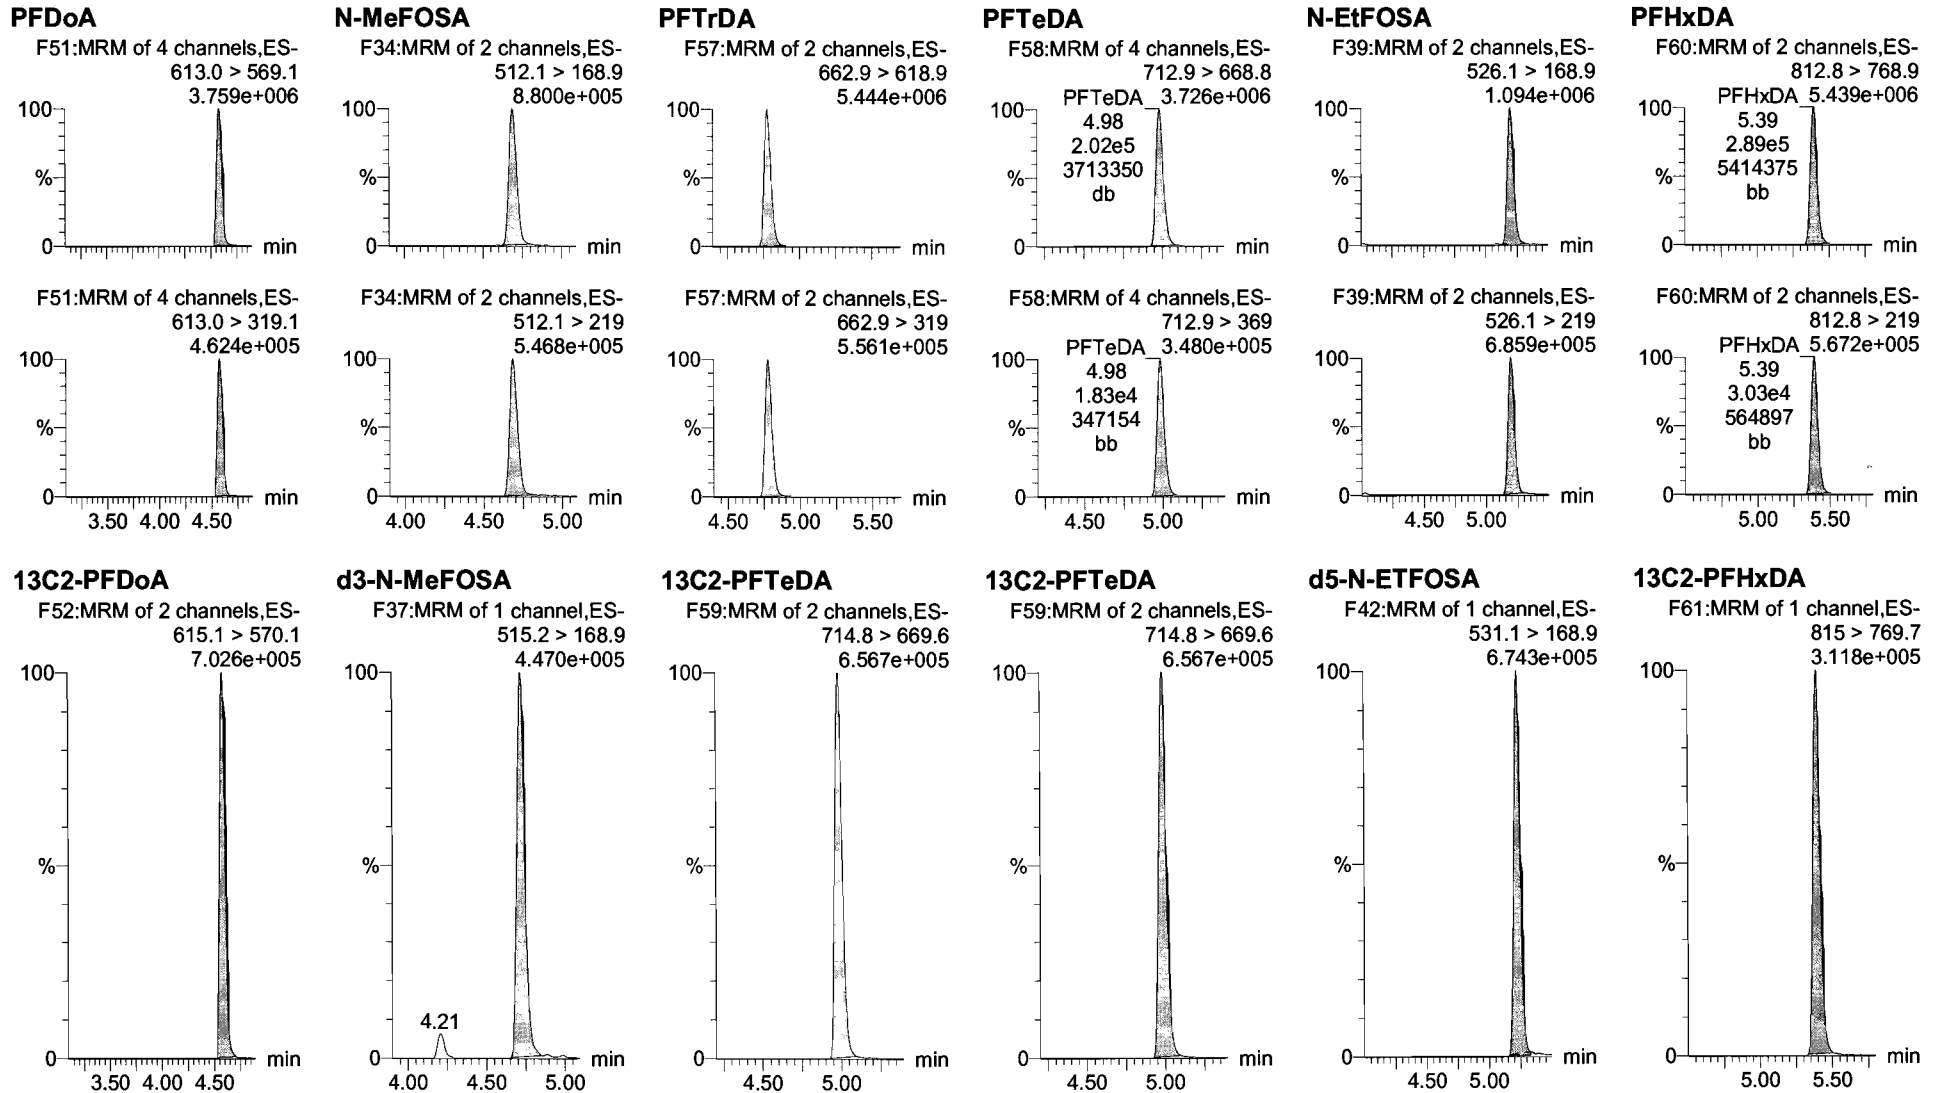 PFDoA
F51:MRM of 4 channels,ES-
613.0 > 569.1
3.759e+006
100
%
0
min
F51:MRM of 4 channels,ES-
613.0 > 319.1
4.624e+005
100
%
0
min
3.50 4.00 4.50
N-MeFOSA
F34:MRM of 2 channels,ES-
512.1 > 168.9
8.800e+005
100
%
0
min
F34:MRM of 2 channels,ES-
512.1 > 219
5.468e+005
100
%
0
min
4.00 4.50 5.00
PFTrDA
F57:MRM of 2 channels,ES-
662.9 > 618.9
5.444e+006
100
%
0
min
F57:MRM of 2 channels,ES-
662.9 > 319
5.561e+005
100
%
0
min
4.50 5.00 5.50
PFTeDA
F58:MRM of 4 channels,ES-
712.9 > 668.8
PFTeDA 3.726e+006
100
4.98
2.02e5
3713350
db
%
0
min
F58:MRM of 4 channels,ES-
712.9 > 369
PFTeDA 3.480e+005
100
4.98
1.83e4
347154
bb
%
0
min
4.50 5.00
N-EtFOSA
F39:MRM of 2 channels,ES-
526.1 > 168.9
1.094e+006
100
%
0
min
F39:MRM of 2 channels,ES-
526.1 > 219
6.859e+005
100
%
0
min
4.50 5.00
PFHxDA
F60:MRM of 2 channels,ES-
812.8 > 768.9
PFHxDA 5.439e+006
100
5.39
2.89e5
5414375
bb
%
0
min
F60:MRM of 2 channels,ES-
812.8 > 219
PFHxDA 5.672e+005
100
5.39
3.03e4
564897
bb
%
0
min
5.00 5.50
13C2-PFDoA
F52:MRM of 2 channels,ES-
615.1 > 570.1
7.026e+005
100
%
0
min
3.50 4.00 4.50
d3-N-MeFOSA
F37:MRM of 1 channel,ES-
515.2 > 168.9
4.470e+005
100
%
4.21
0
min
4.00 4.50 5.00
13C2-PFTeDA
F59:MRM of 2 channels,ES-
714.8 > 669.6
6.567e+005
100
%
0
min
4.50 5.00
13C2-PFTeDA
F59:MRM of 2 channels,ES-
714.8 > 669.6
6.567e+005
100
%
0
min
4.50 5.00
d5-N-ETFOSA
F42:MRM of 1 channel,ES-
531.1 > 168.9
6.743e+005
100
%
0
min
4.50 5.00
13C2-PFHxDA
F61:MRM of 1 channel,ES-
815 > 769.7
3.118e+005
100
%
0
min
5.00 5.50